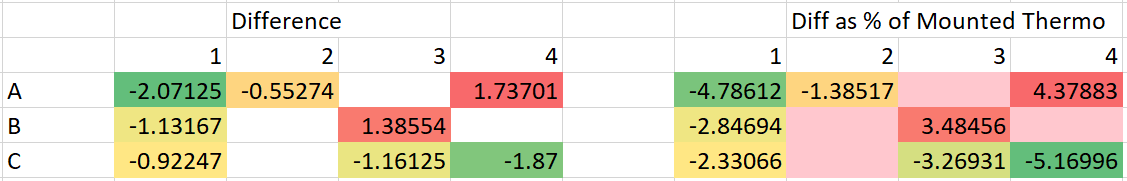 Difference Diff as % of Mounted Thermo
1 2 3 4 1 2 3 4
A -2.07125 -0.55274 1.73701 -4.78612 -1.38517 4.37883
B -1.13167 1.38554 -2.84694 3.48456
C -0.92247 -1.16125 -1.87 -2.33066 -3.26931 -5.16996